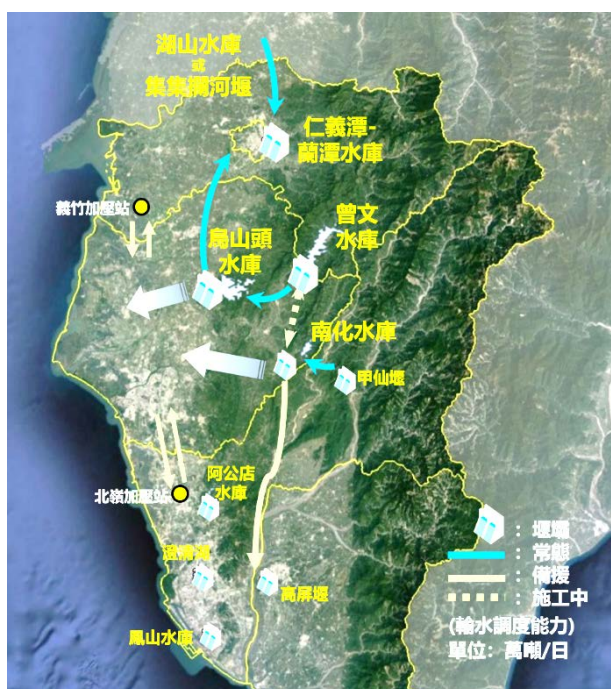 湖山水庫
或
集集攔河堰
仁義潭-
蘭潭水庫
義竹加壓站
曾文
水庫
烏山頭
水庫
南化水庫
甲仙堰
北嶺加壓站
阿公店
水庫
澄清湖
高屏堰
鳳山水庫
：堰壩
：常態
：備援
：施工中
(輸水調度能力)
單位：萬噸/日